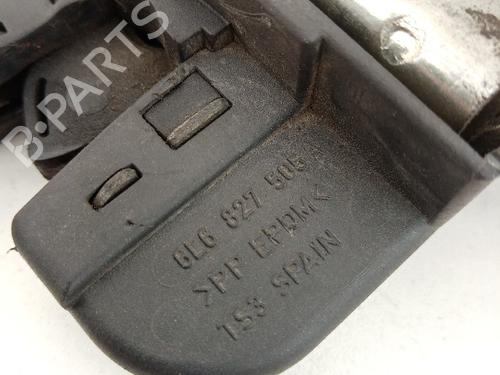 B-PARTS
6L6 827 505
>PP EPDM<
TS3 SPAIN